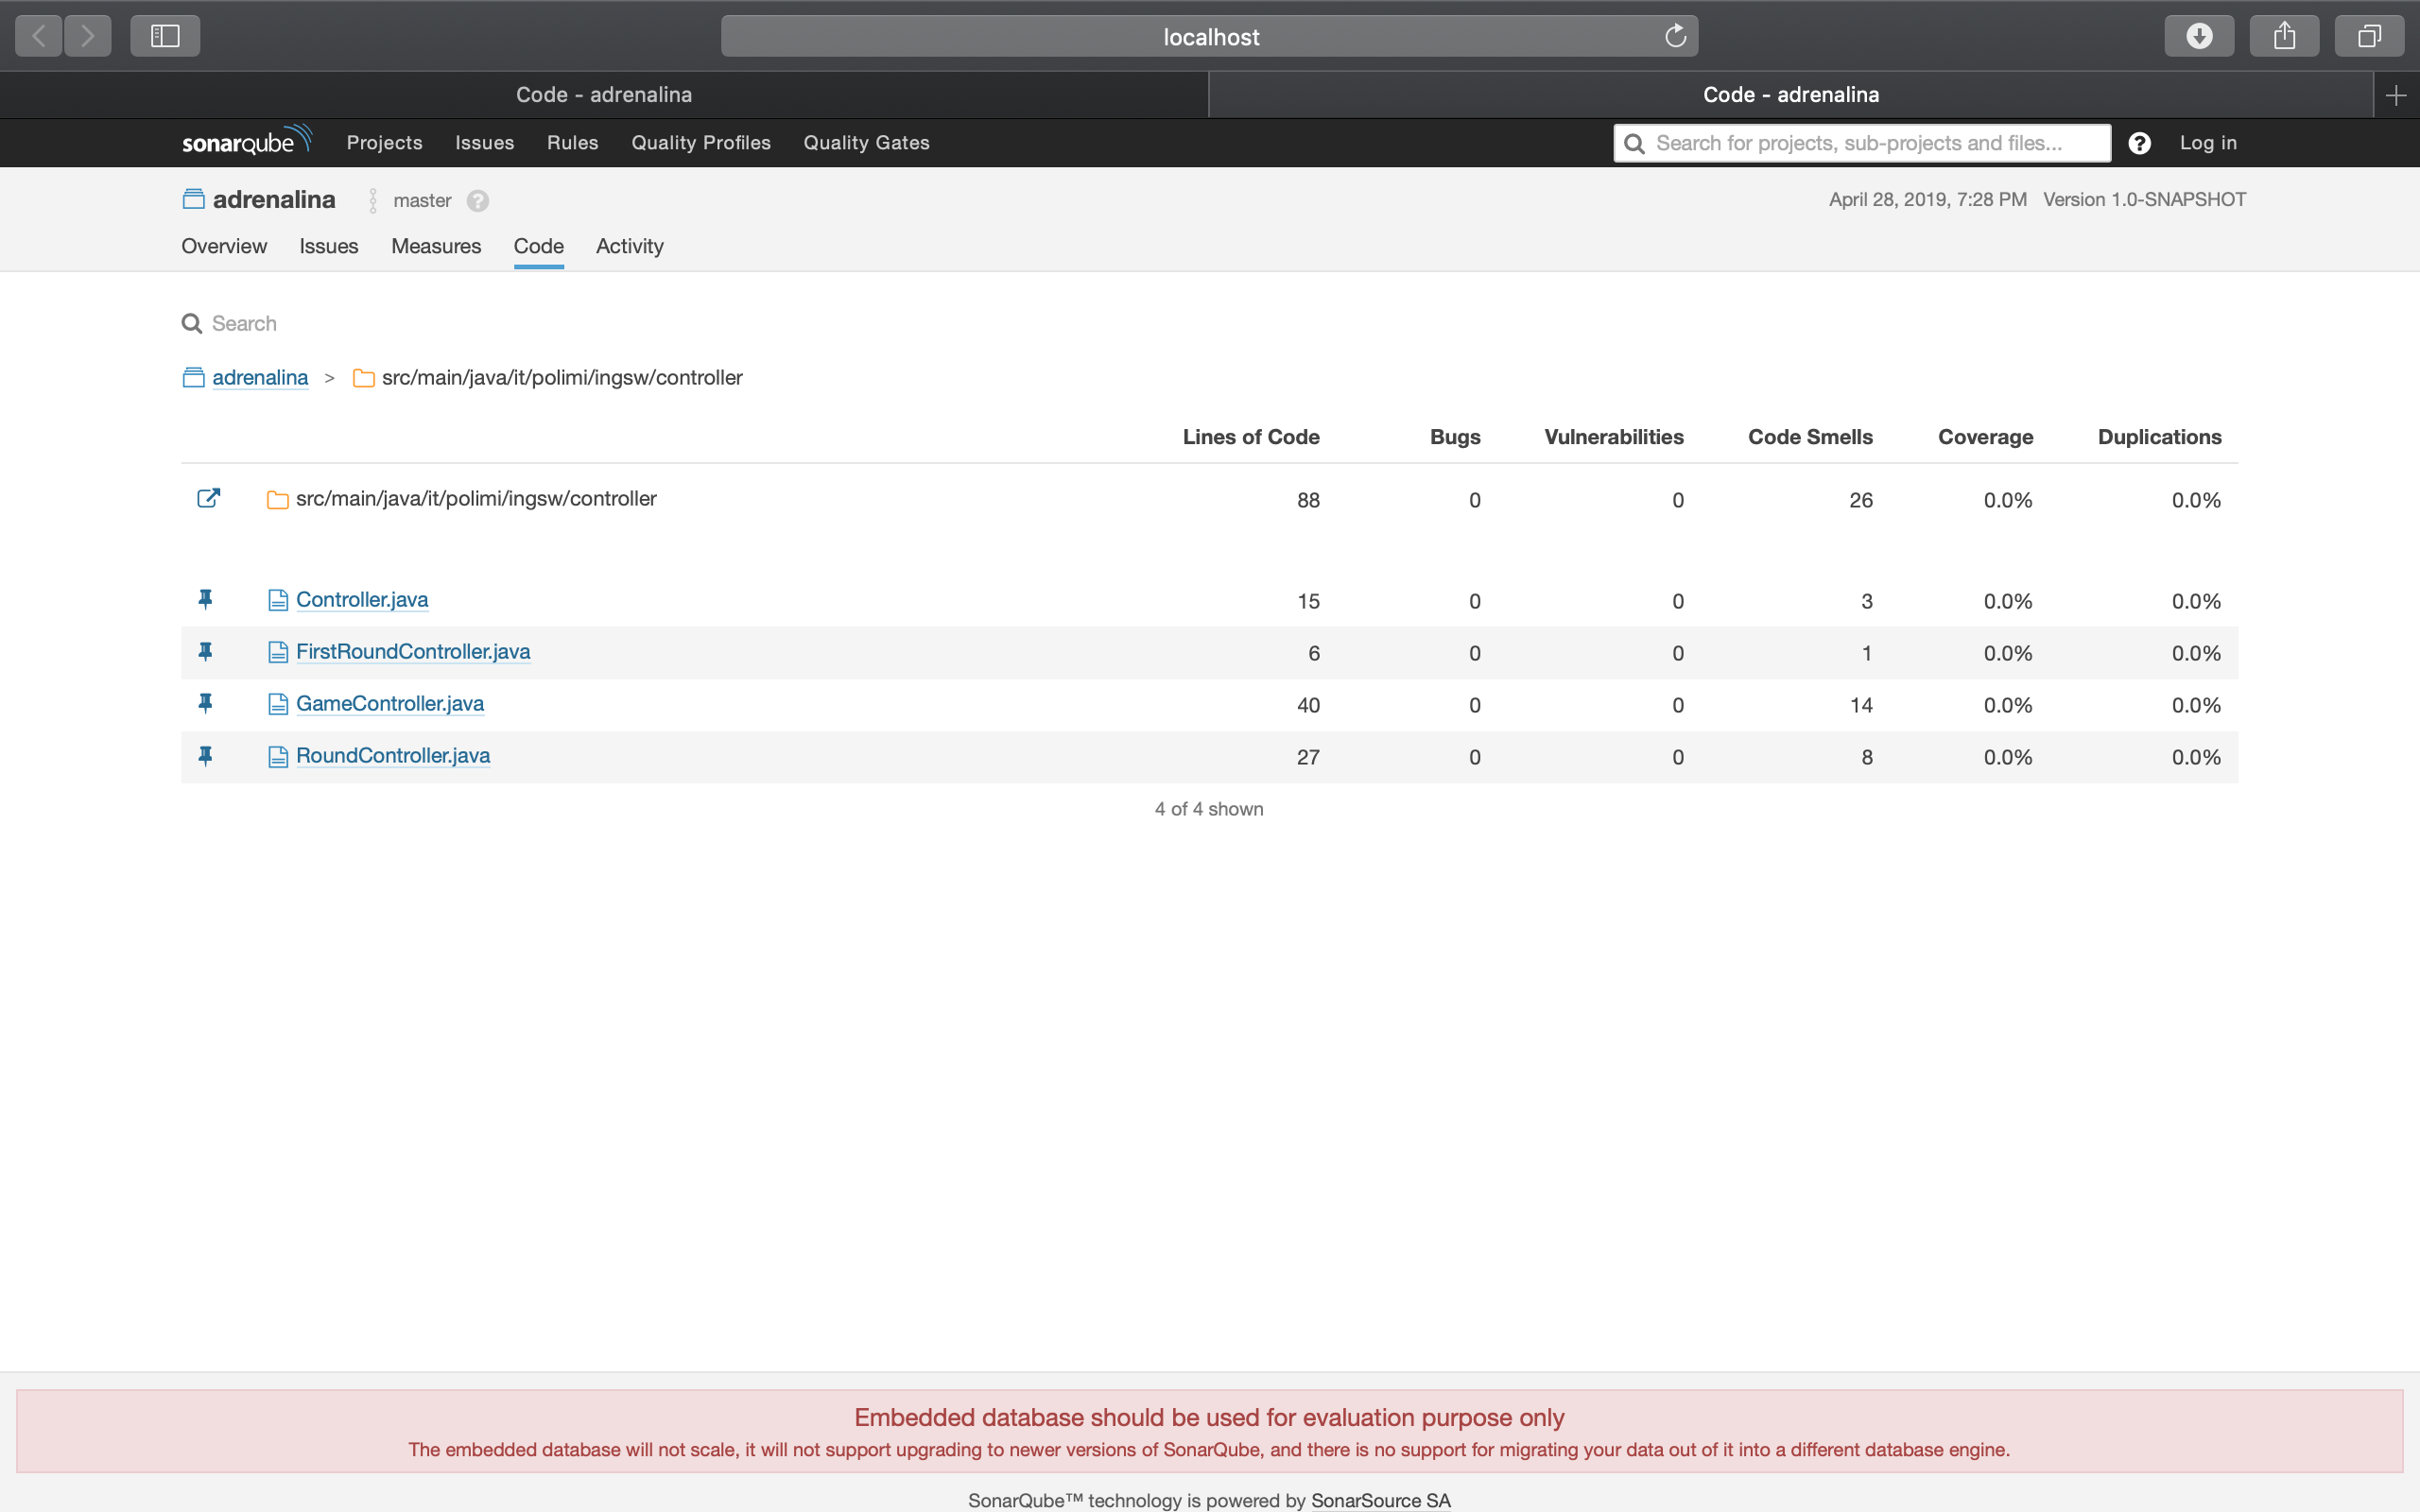 localhost
Code - adrenalina
Code - adrenalina
sonarqube Projects Issues Rules Quality Profiles Quality Gates Search for projects, sub-projects and files... ? Log in
adrenalina master ? April 28, 2019, 7:28 PM Version 1.0-SNAPSHOT
Overview Issues Measures Code Activity
Search
adrenalina > src/main/java/it/polimi/ingsw/controller
Lines of Code Bugs Vulnerabilities Code Smells Coverage Duplications
src/main/java/it/polimi/ingsw/controller 88 0 0 26 0.0% 0.0%
Controller.java 15 0 0 3 0.0% 0.0%
FirstRoundController.java 6 0 0 1 0.0% 0.0%
GameController.java 40 0 0 14 0.0% 0.0%
RoundController.java 27 0 0 8 0.0% 0.0%
4 of 4 shown
Embedded database should be used for evaluation purpose only
The embedded database will not scale, it will not support upgrading to newer versions of SonarQube, and there is no support for migrating your data out of it into a different database engine.
SonarQube™ technology is powered by SonarSource SA